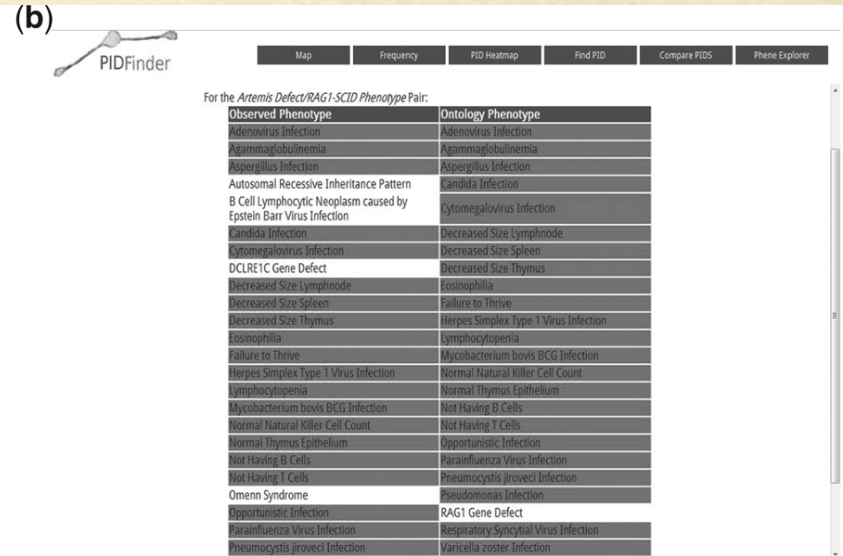 (b)
PIDFinder
Map Frequency PID Heatmap Find PID Compare PIDS Phene Explorer
For the Artemis Defect/RAG1-SCID Phenotype Pair:
Observed Phenotype Ontology Phenotype
Adenovirus Infection Adenovirus Infection
Agammaglobulinemia Agammaglobulinemia
Aspergillus Infection Aspergillus Infection
Autosomal Recessive Inheritance Pattern Candida Infection
B Cell Lymphocytic Neoplasm caused by
Epstein Barr Virus Infection Cytomegalovirus Infection
Candida Infection Decreased Size Lymphnode
Cytomegalovirus Infection Decreased Size Spleen
DCLRE1C Gene Defect Decreased Size Thymus
Decreased Size Lymphnode Eosinophilia
Decreased Size Spleen Failure to Thrive
Decreased Size Thymus Herpes Simplex Type 1 Virus Infection
Eosinophilia Lymphocytopenia
Failure to Thrive Mycobacterium bovis BCG Infection
Herpes Simplex Type 1 Virus Infection Normal Natural Killer Cell Count
Lymphocytopenia Normal Thymus Epithelium
Mycobacterium bovis BCG Infection Not Having B Cells
Normal Natural Killer Cell Count Not Having T Cells
Normal Thymus Epithelium Opportunistic Infection
Not Having B Cells Parainfluenza Virus Infection
Not Having T Cells Pneumocystis jiroveci Infection
Omenn Syndrome Pseudomonas Infection
Opportunistic Infection RAG1 Gene Defect
Parainfluenza Virus Infection Respiratory Syncytial Virus Infection
Pneumocystis jiroveci Infection Varicella zoster Infection